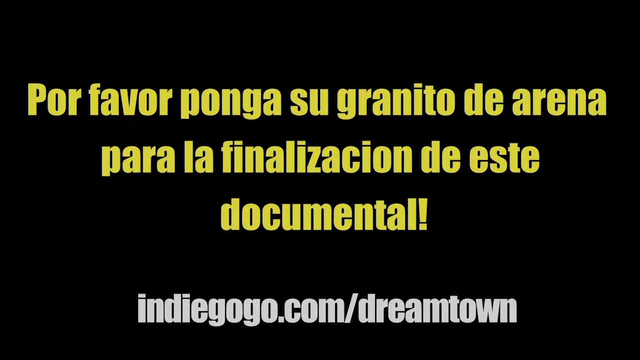 Por favor ponga su granito de arena
para la finalizacion de este
documental!
indiegogo.com/dreamtown